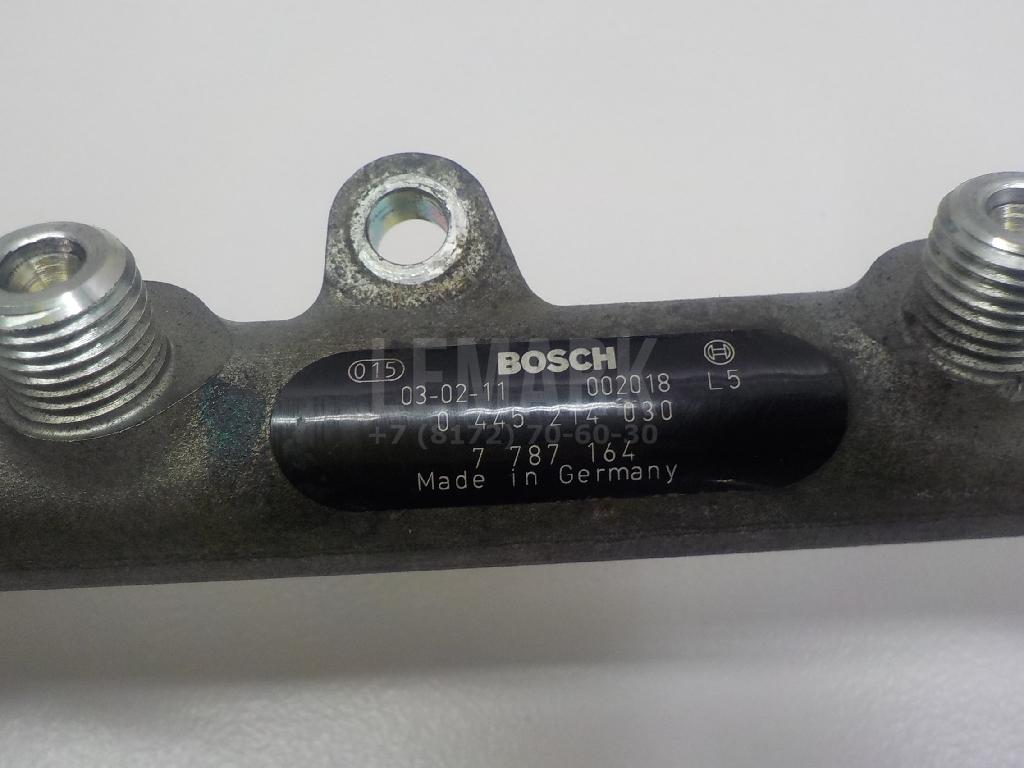 015 BOSCH
03-02-11 002018 L5
0 445 214 030
7 787 164
Made in Germany
LEMARK
+7 (8172) 70-60-30